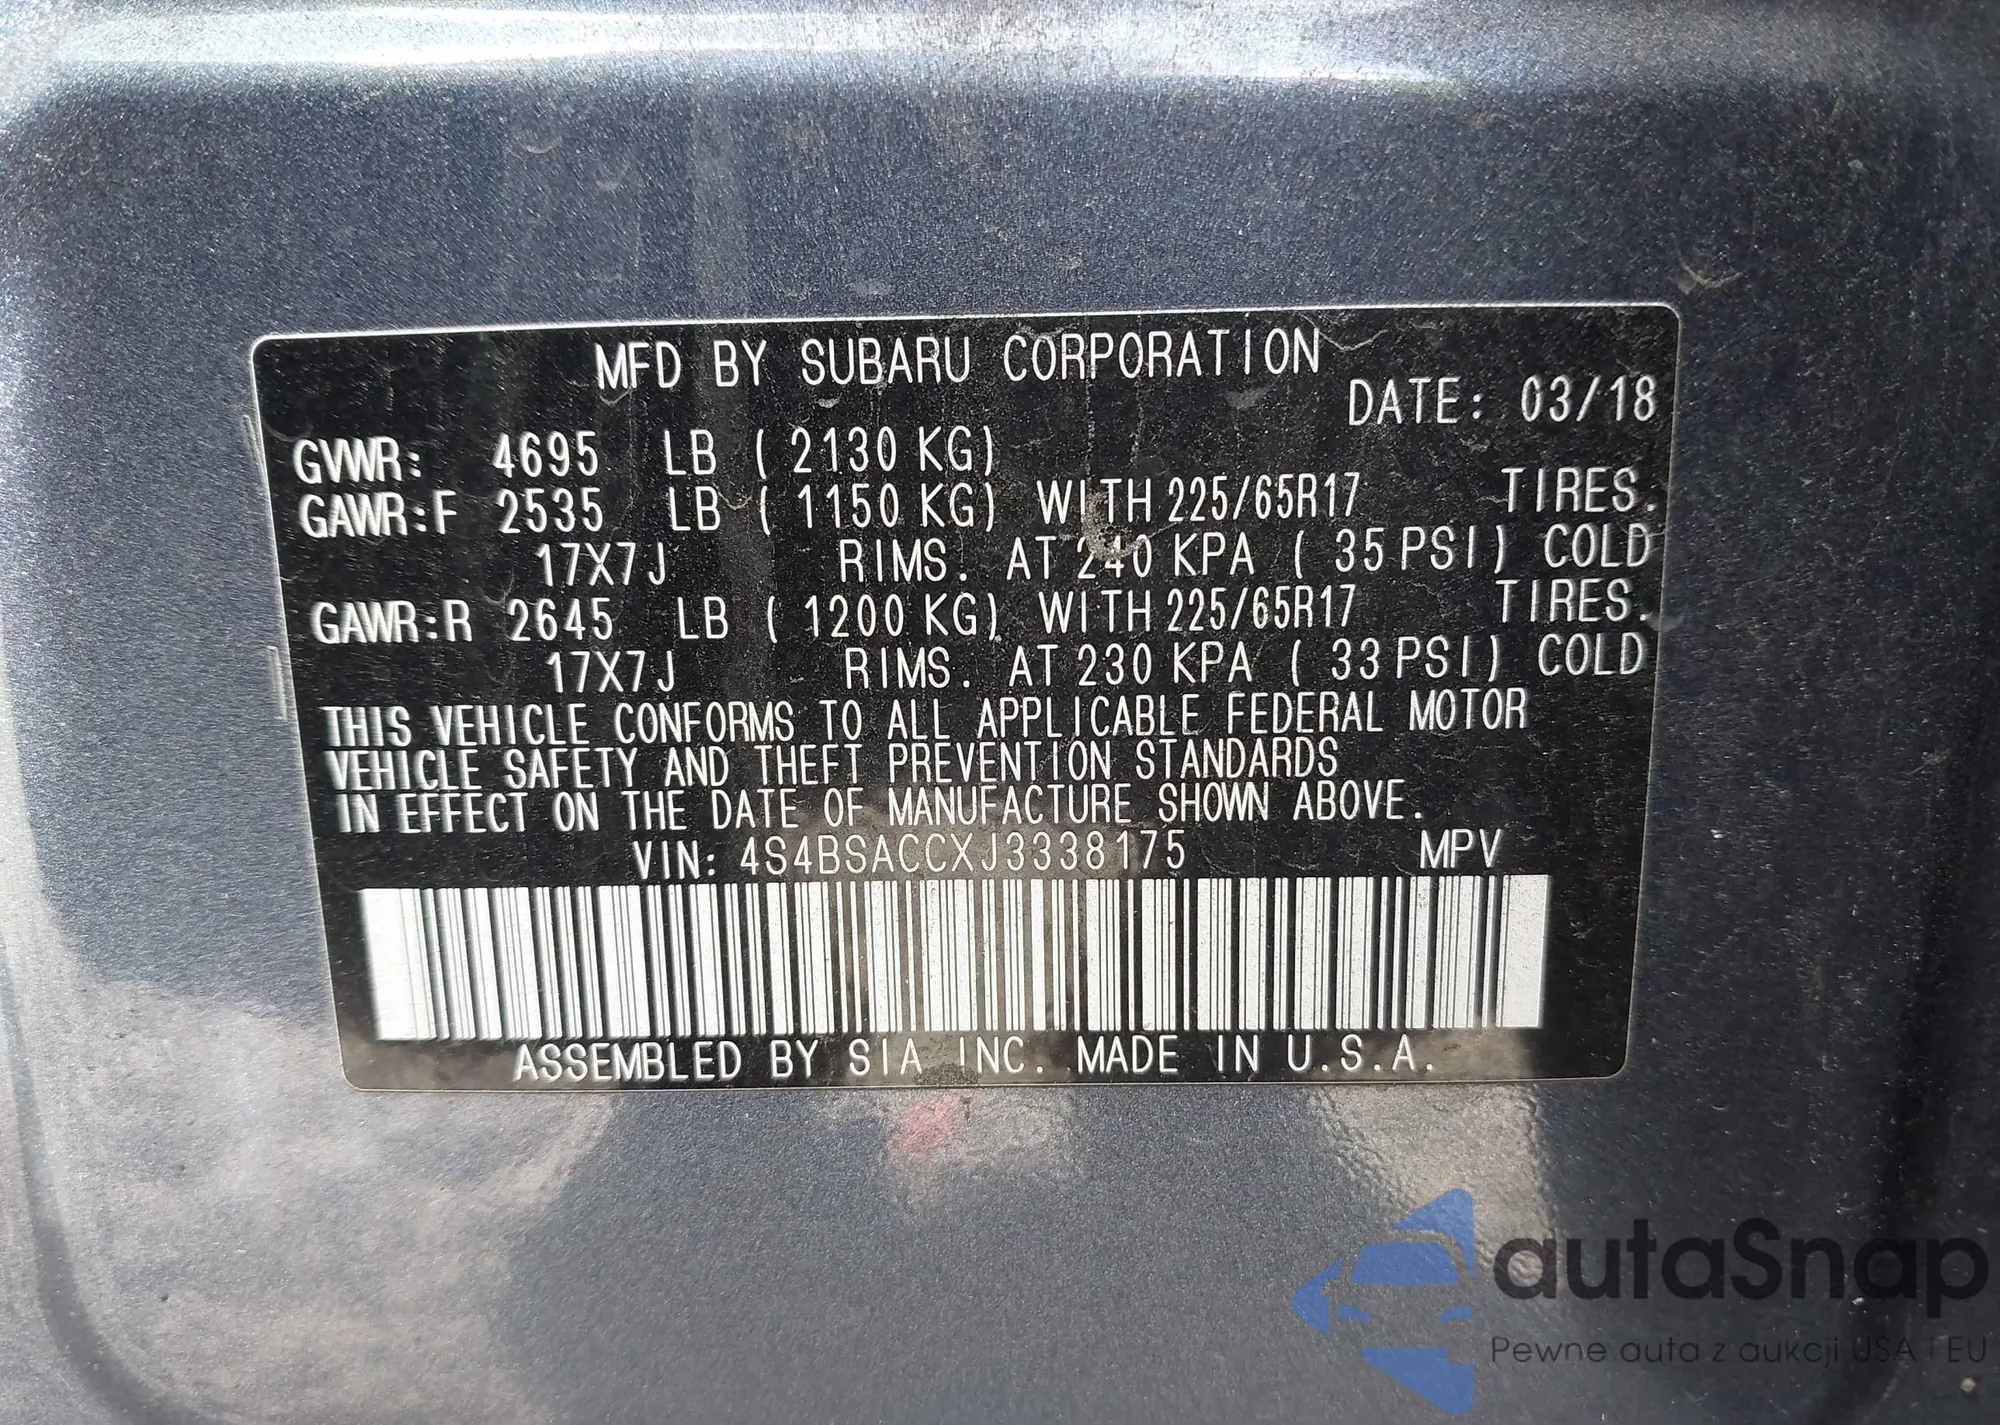 MFD BY SUBARU CORPORATION
DATE: 03/18
GVWR: 4695 LB ( 2130 KG)
GAWR:F 2535 LB ( 1150 KG) WITH 225/65R17 TIRES.
17X7J RIMS. AT 240 KPA ( 35 PSI) COLD
GAWR:R 2645 LB ( 1200 KG) WITH 225/65R17 TIRES.
17X7J RIMS. AT 230 KPA ( 33 PSI) COLD
THIS VEHICLE CONFORMS TO ALL APPLICABLE FEDERAL MOTOR
VEHICLE SAFETY AND THEFT PREVENTION STANDARDS
IN EFFECT ON THE DATE OF MANUFACTURE SHOWN ABOVE.
VIN: 4S4BSACCXJ3338175 MPV
ASSEMBLED BY SIA INC. MADE IN U.S.A.
autaSnap
Pewne auta z aukcji USA i EU